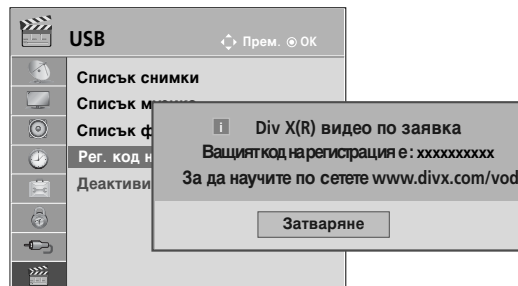 USB
Прем. OK
Списък снимки
Списък м
Списък ф
Рег. код н
Деактиви
i Div X(R) видео по заявка
Вашият код на регистрация е : xxxxxxxxxx
За да научите по сетете www.divx.com/vod
Затваряне